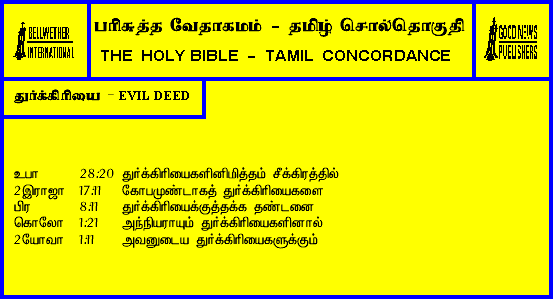 BELLWETHER
INTERNATIONAL
பரிசுத்த வேதாகமம் - தமிழ் சொல்தொகுதி
THE HOLY BIBLE - TAMIL CONCORDANCE
GOOD NEWS
PUBLISHERS
துர்க்கிரியை - EVIL DEED
உபா 28:20 துர்க்கிரியைகளினிமித்தம் சீக்கிரத்தில்
2இராஜா 17:11 கோபமுண்டாகத் துர்க்கிரியைகளை
பிர 8:11 துர்க்கிரியைக்குத்தக்க தண்டனை
கொலோ 1:21 அந்நியராயும் துர்க்கிரியைகளினால்
2யோவா 1:11 அவனுடைய துர்க்கிரியைகளுக்கும்